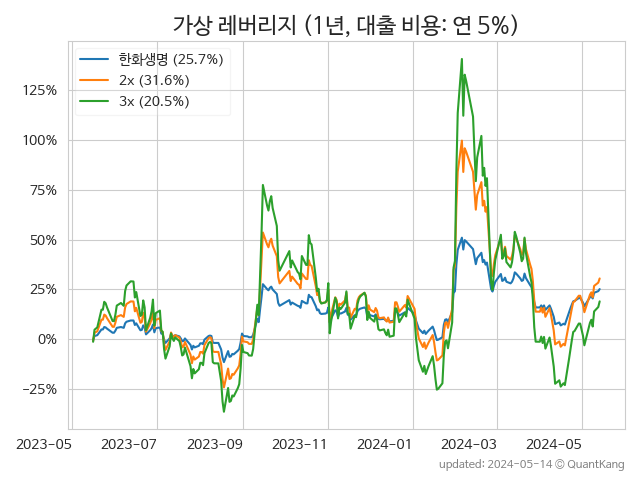 가상 레버리지 (1년, 대출 비용: 연 5%)
한화생명 (25.7%)
2x (31.6%)
3x (20.5%)
125%
100%
75%
50%
25%
0%
−25%
2023-05 2023-07 2023-09 2023-11 2024-01 2024-03 2024-05
updated: 2024-05-14 ⓒ QuantKang